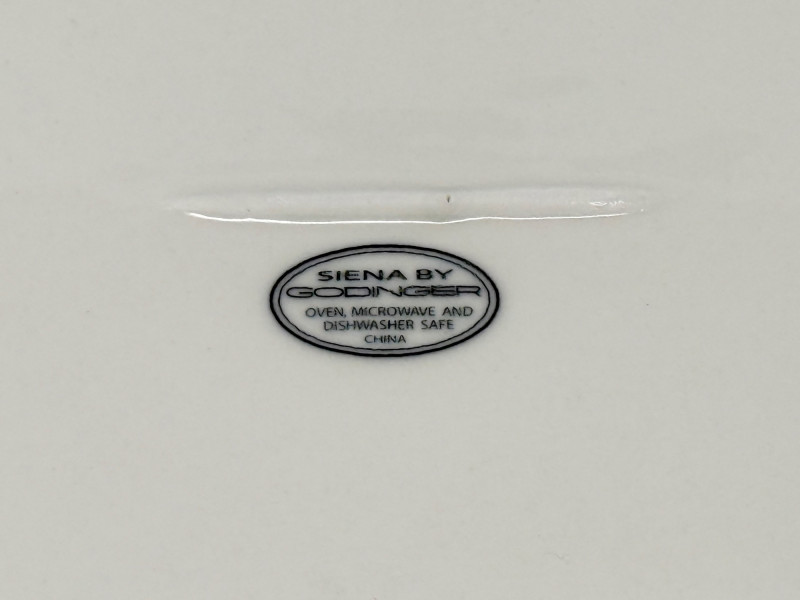 SIENA BY
GODINGER
OVEN, MICROWAVE AND
DISHWASHER SAFE
CHINA